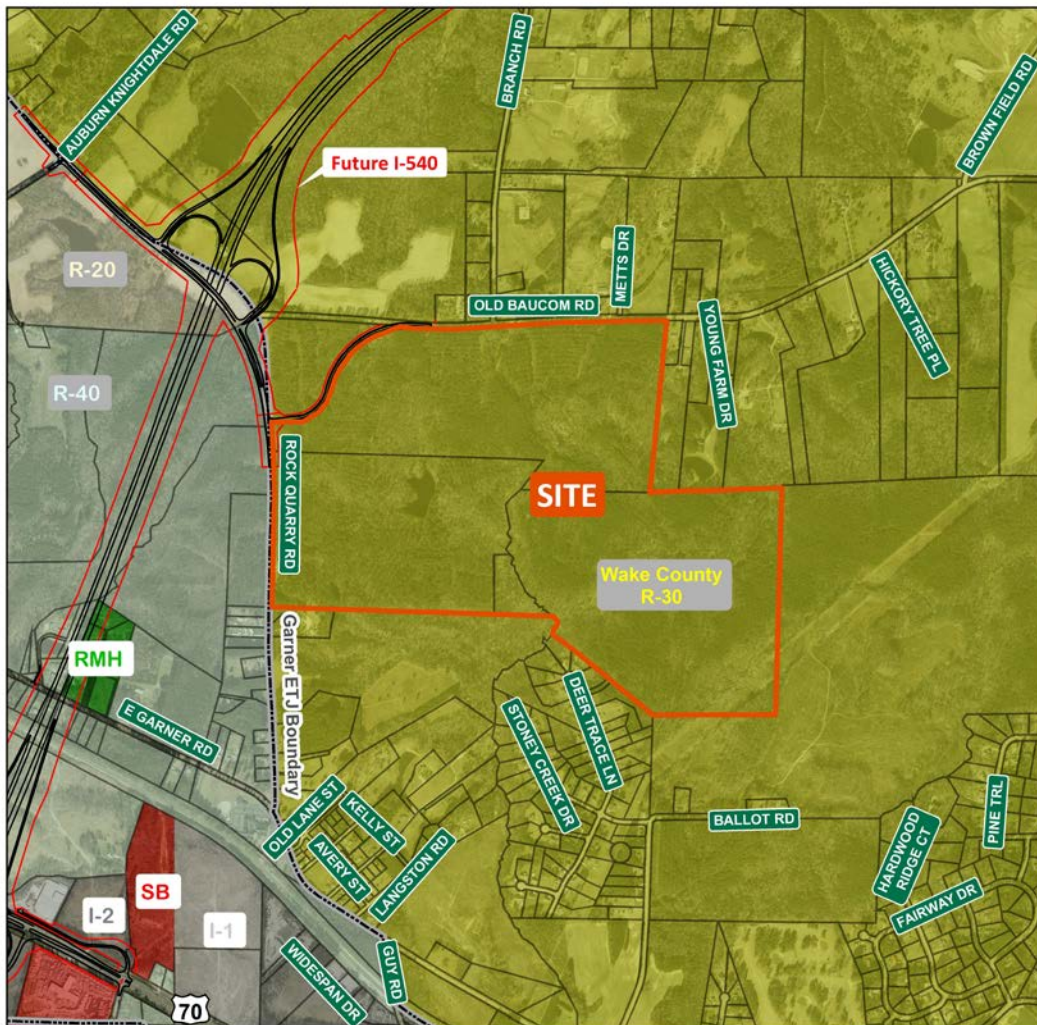 AUBURN KNIGHTDALE RD
BRANCH RD
BROWN FIELD RD
Future I-540
R-20
METTS DR
HICKORY TREE PL
OLD BAUCOM RD
YOUNG FARM DR
R-40
ROCK QUARRY RD
SITE
Wake County
R-30
Garner ETJ Boundary
RMH
E GARNER RD
DEER TRACE LN
STONEY CREEK DR
OLD LANE ST
KELLY ST
AVERY ST
LANGSTON RD
BALLOT RD
PINE TRL
HARDWOOD
RIDGE CT
FAIRWAY DR
SB
I-2
I-1
WIDESPAN DR
GUY RD
70